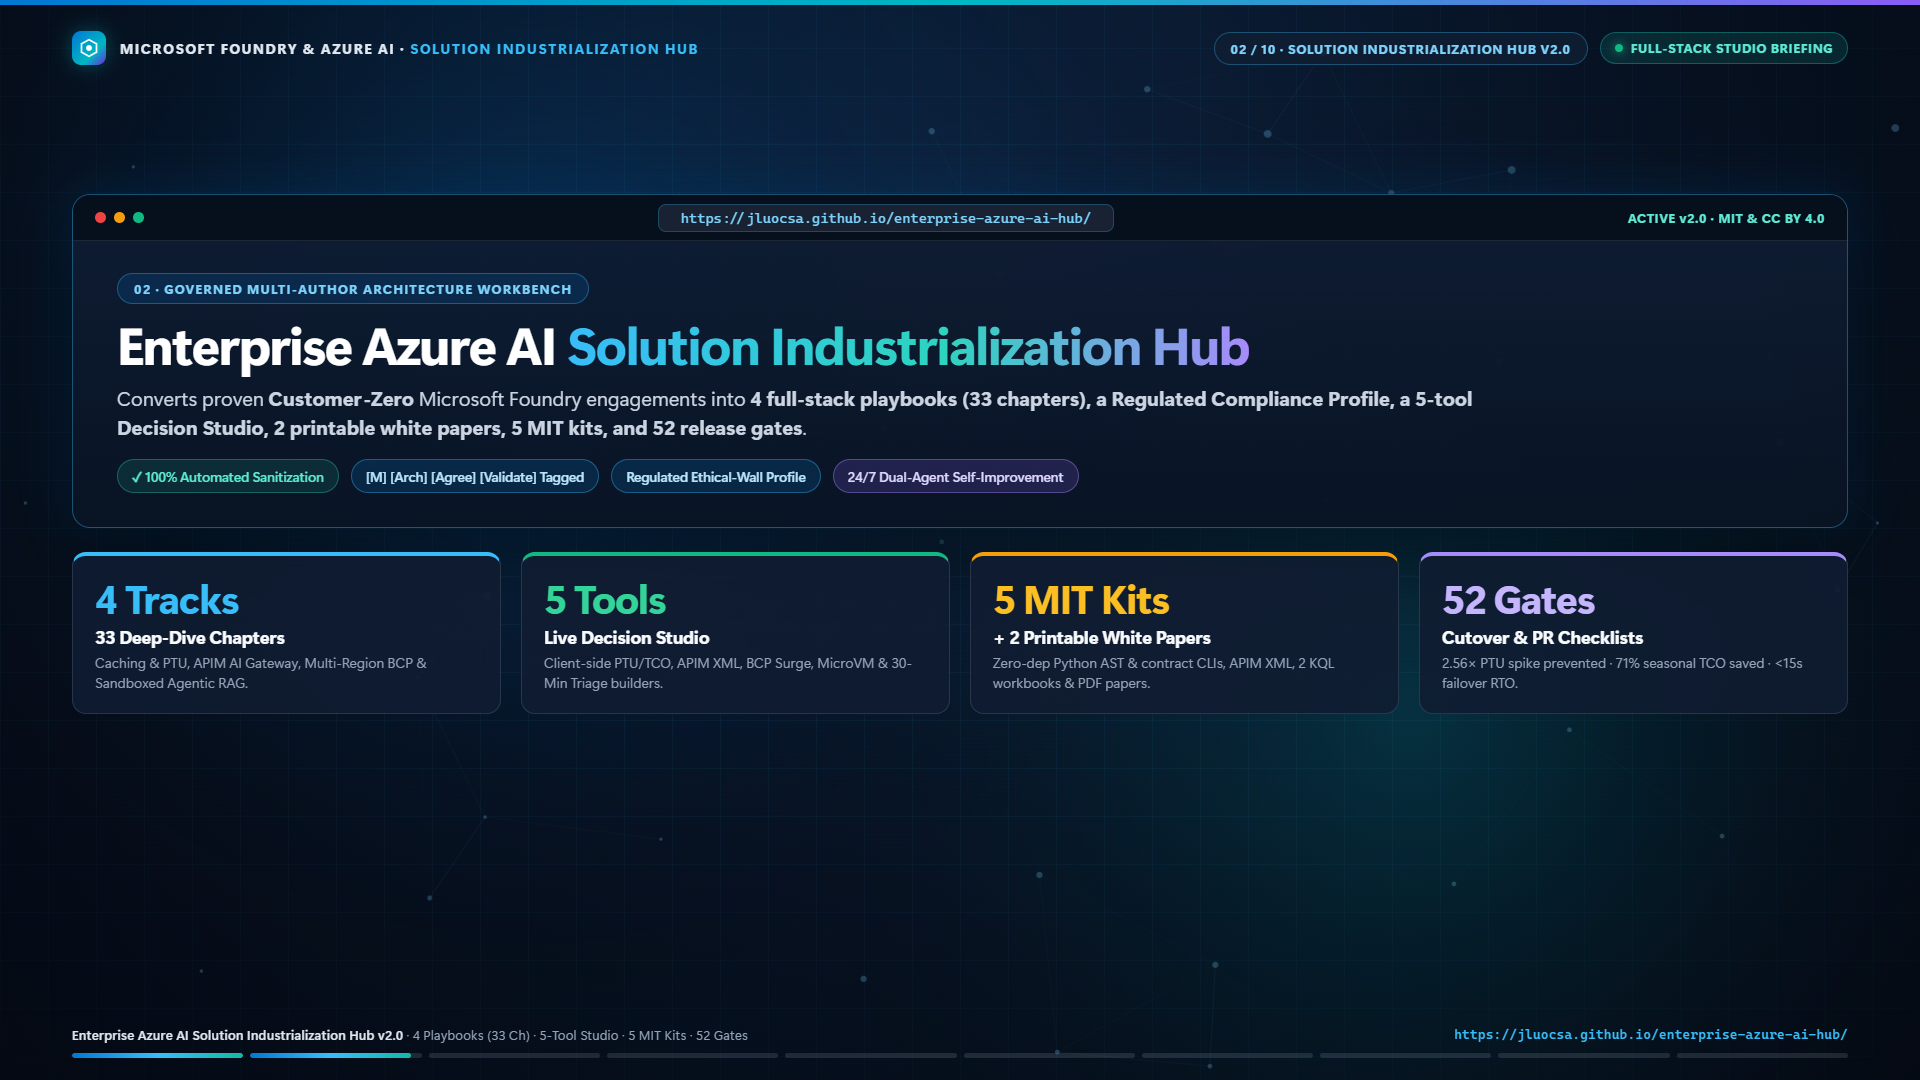 MICROSOFT FOUNDRY & AZURE AI · SOLUTION INDUSTRIALIZATION HUB
02 / 10 · SOLUTION INDUSTRIALIZATION HUB V2.0
FULL-STACK STUDIO BRIEFING
https://jluocsa.github.io/enterprise-azure-ai-hub/
ACTIVE v2.0 · MIT & CC BY 4.0
02 · GOVERNED MULTI-AUTHOR ARCHITECTURE WORKBENCH
Enterprise Azure AI Solution Industrialization Hub
Converts proven Customer-Zero Microsoft Foundry engagements into 4 full-stack playbooks (33 chapters), a Regulated Compliance Profile, a 5-tool
Decision Studio, 2 printable white papers, 5 MIT kits, and 52 release gates.
✓ 100% Automated Sanitization
[M] [Arch] [Agree] [Validate] Tagged
Regulated Ethical-Wall Profile
24/7 Dual-Agent Self-Improvement
4 Tracks
33 Deep-Dive Chapters
Caching & PTU, APIM AI Gateway, Multi-Region BCP &
Sandboxed Agentic RAG.
5 Tools
Live Decision Studio
Client-side PTU/TCO, APIM XML, BCP Surge, MicroVM & 30-
Min Triage builders.
5 MIT Kits
+ 2 Printable White Papers
Zero-dep Python AST & contract CLIs, APIM XML, 2 KQL
workbooks & PDF papers.
52 Gates
Cutover & PR Checklists
2.56× PTU spike prevented · 71% seasonal TCO saved · <15s
failover RTO.
Enterprise Azure AI Solution Industrialization Hub v2.0 · 4 Playbooks (33 Ch) · 5-Tool Studio · 5 MIT Kits · 52 Gates
https://jluocsa.github.io/enterprise-azure-ai-hub/